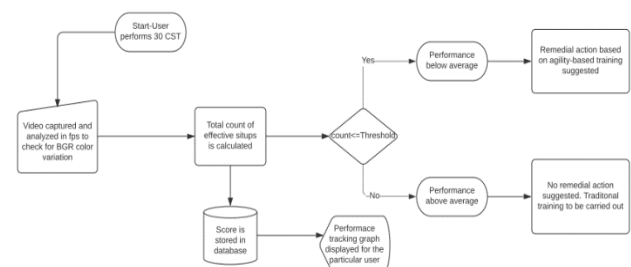 Start-User
performs 30 CST
Video captured and
analyzed in fps to
check for BGR color
variation
Total count of
effective situps
is calculated
count<=Threshold
Yes
Performance
below average
Remedial action based
on agility-based training
suggested
No
Performance
above average
No remedial action
suggested. Traditonal
training to be carried out
Score is
stored in
database
Performace
tracking graph
displayed for the
particular user